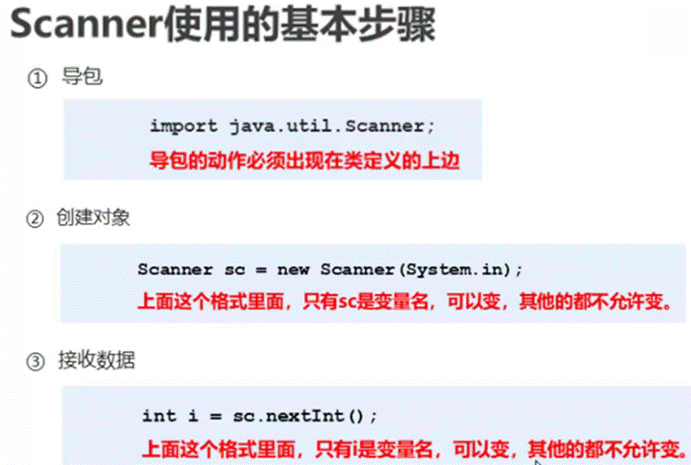 Scanner使用的基本步骤
① 导包
import java.util.Scanner;
导包的动作必须出现在类定义的上边
② 创建对象
Scanner sc = new Scanner(System.in);
上面这个格式里面，只有sc是变量名，可以变，其他的都不允许变。
③ 接收数据
int i = sc.nextInt();
上面这个格式里面，只有i是变量名，可以变，其他的都不允许变。